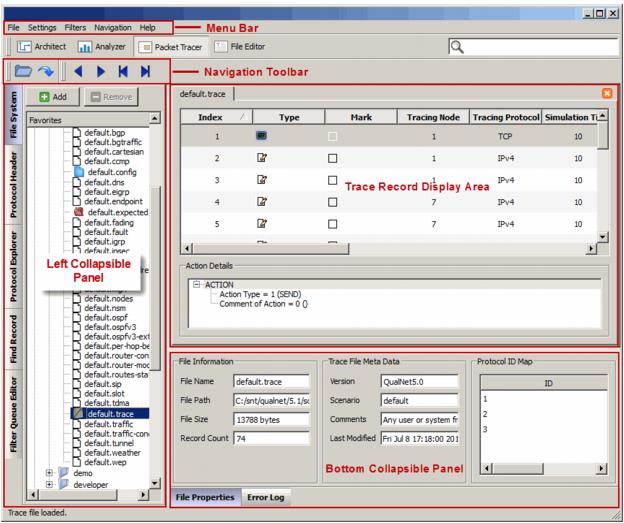 File Settings Filters Navigation Help
Menu Bar
Architect Analyzer Packet Tracer File Editor
Navigation Toolbar
File System
Protocol Header
Protocol Explorer
Find Record
Filter Queue Editor
Add Remove
Favorites
default.bgp
default.bgtraffic
default.cartesian
default.ccmp
default.config
default.dns
default.eigrp
default.endpoint
default.expected
default.fading
default.fault
default.igrp
default.ipsec
Left Collapsible
Panel
default.nodes
default.nsm
default.ospf
default.ospfv3
default.ospfv3-ext
default.per-hop-be
default.router-con
default.router-mod
default.routes-sta
default.sip
default.slot
default.tdma
default.trace
default.traffic
default.traffic-cond
default.tunnel
default.weather
default.wep
demo
developer
default.trace
Index / Type Mark Tracing Node Tracing Protocol Simulation Ti
1 1 TCP 10
2 1 IPv4 10
3 1 IPv4 10
Trace Record Display Area
4 7 IPv4 10
5 7 IPv4 10
Action Details
ACTION
Action Type = 1 (SEND)
Comment of Action = 0 ()
File Information
File Name default.trace
File Path C:/snt/qualnet/5.1/sc
File Size 13788 bytes
Record Count 74
Trace File Meta Data
Version QualNet5.0
Scenario default
Comments Any user or system fr
Last Modified Fri Jul 8 17:18:00 201
Protocol ID Map
ID
1
2
3
Bottom Collapsible Panel
File Properties Error Log
Trace file loaded.